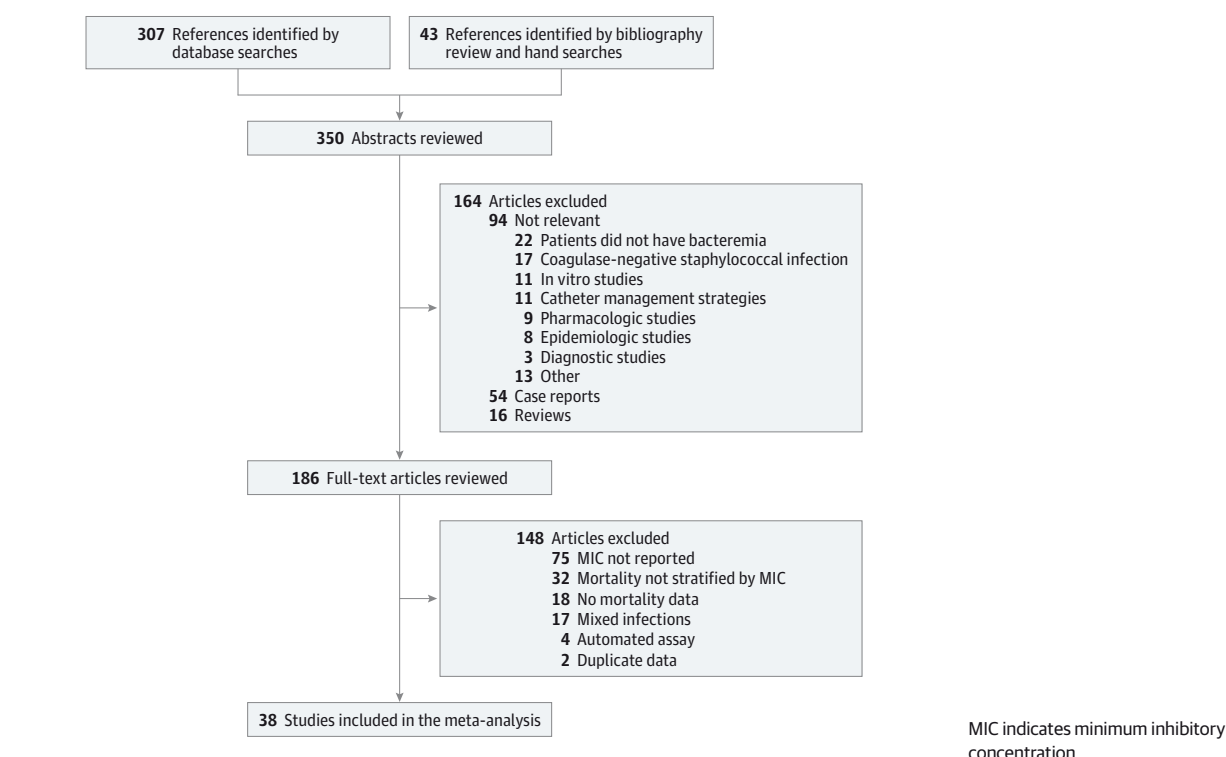 307 References identified by
database searches
43 References identified by bibliography
review and hand searches
350 Abstracts reviewed
164 Articles excluded
94 Not relevant
22 Patients did not have bacteremia
17 Coagulase-negative staphylococcal infection
11 In vitro studies
11 Catheter management strategies
9 Pharmacologic studies
8 Epidemiologic studies
3 Diagnostic studies
13 Other
54 Case reports
16 Reviews
186 Full-text articles reviewed
148 Articles excluded
75 MIC not reported
32 Mortality not stratified by MIC
18 No mortality data
17 Mixed infections
4 Automated assay
2 Duplicate data
38 Studies included in the meta-analysis
MIC indicates minimum inhibitory
concentration